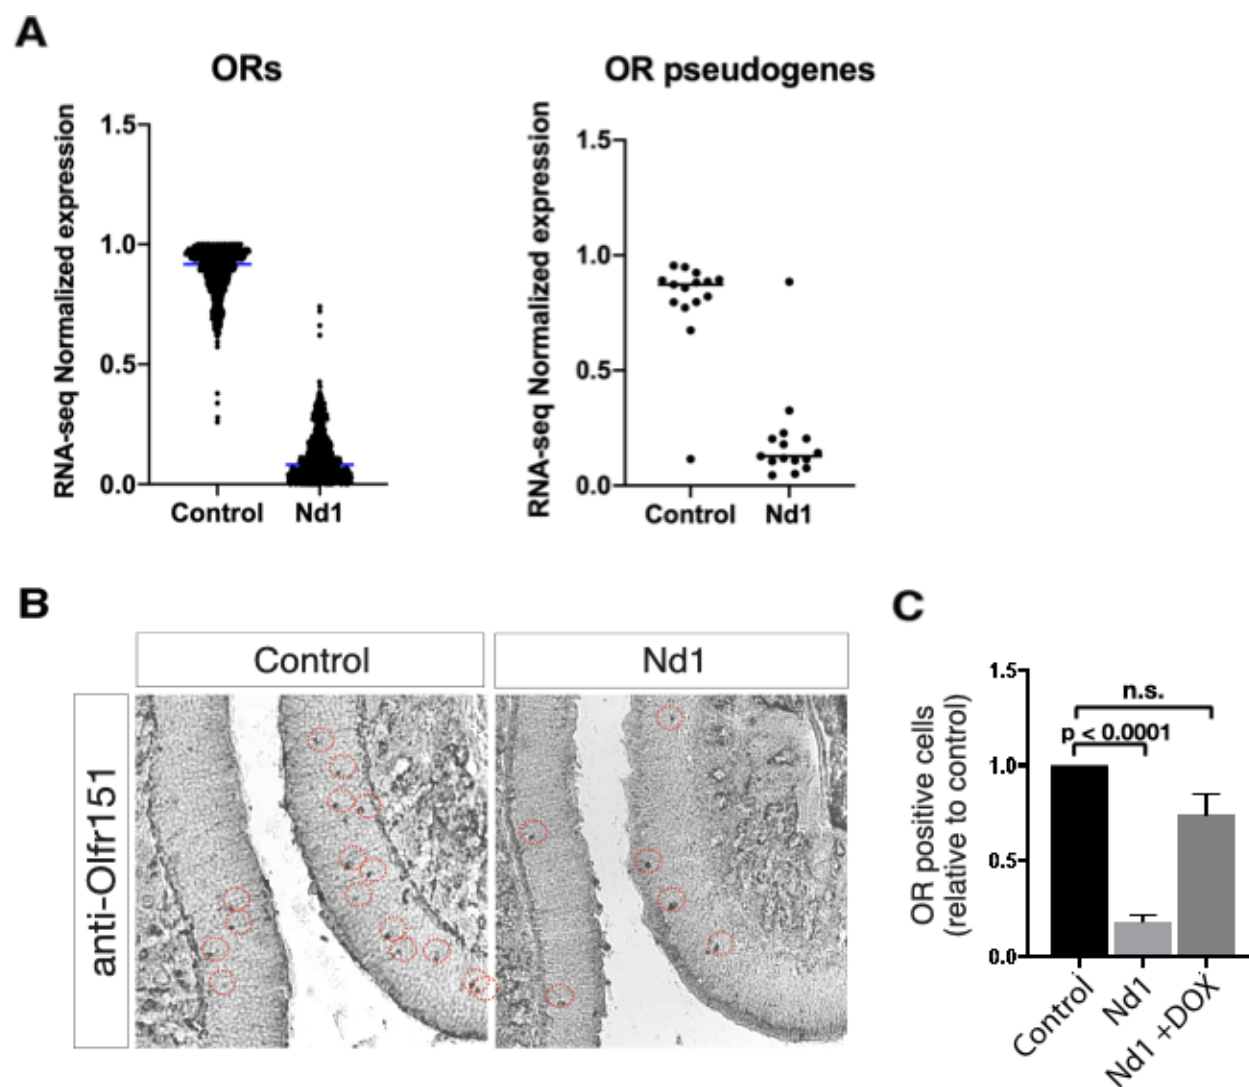 A
ORs
OR pseudogenes
RNA-seq Normalized expression
1.5
1.0
0.5
0.0
Control
Nd1
RNA-seq Normalized expression
1.5
1.0
0.5
0.0
Control
Nd1
B
Control
Nd1
anti-Olfr151
C
OR positive cells
(relative to control)
1.5
1.0
0.5
0.0
n.s.
p < 0.0001
Control
Nd1
Nd1 +DOX